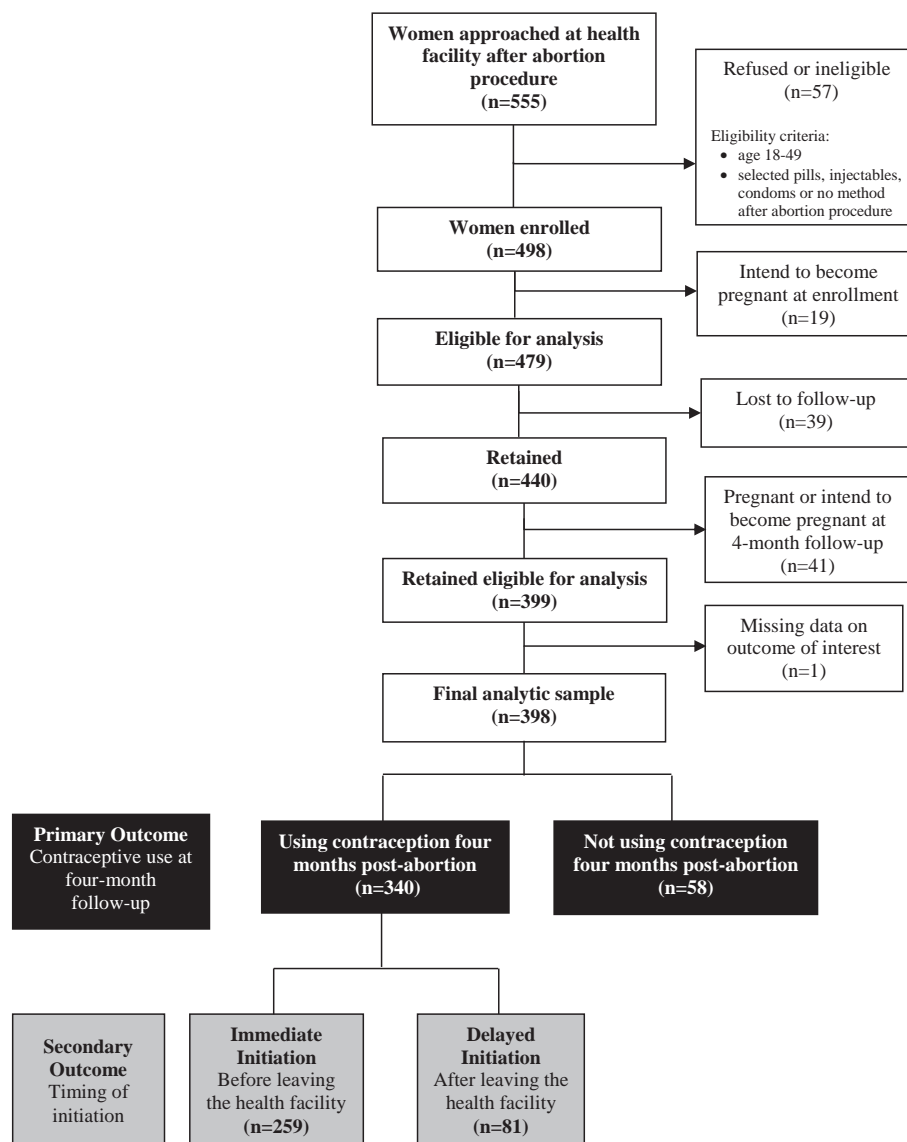 Women approached at health
facility after abortion
procedure
(n=555)
Refused or ineligible
(n=57)
Eligibility criteria:
• age 18-49
• selected pills, injectables,
condoms or no method
after abortion procedure
Women enrolled
(n=498)
Intend to become
pregnant at enrollment
(n=19)
Eligible for analysis
(n=479)
Lost to follow-up
(n=39)
Retained
(n=440)
Pregnant or intend to
become pregnant at
4-month follow-up
(n=41)
Retained eligible for analysis
(n=399)
Missing data on
outcome of interest
(n=1)
Final analytic sample
(n=398)
Primary Outcome
Contraceptive use at
four-month
follow-up
Using contraception four
months post-abortion
(n=340)
Not using contraception
four months post-abortion
(n=58)
Secondary
Outcome
Timing of
initiation
Immediate
Initiation
Before leaving
the health facility
(n=259)
Delayed
Initiation
After leaving the
health facility
(n=81)